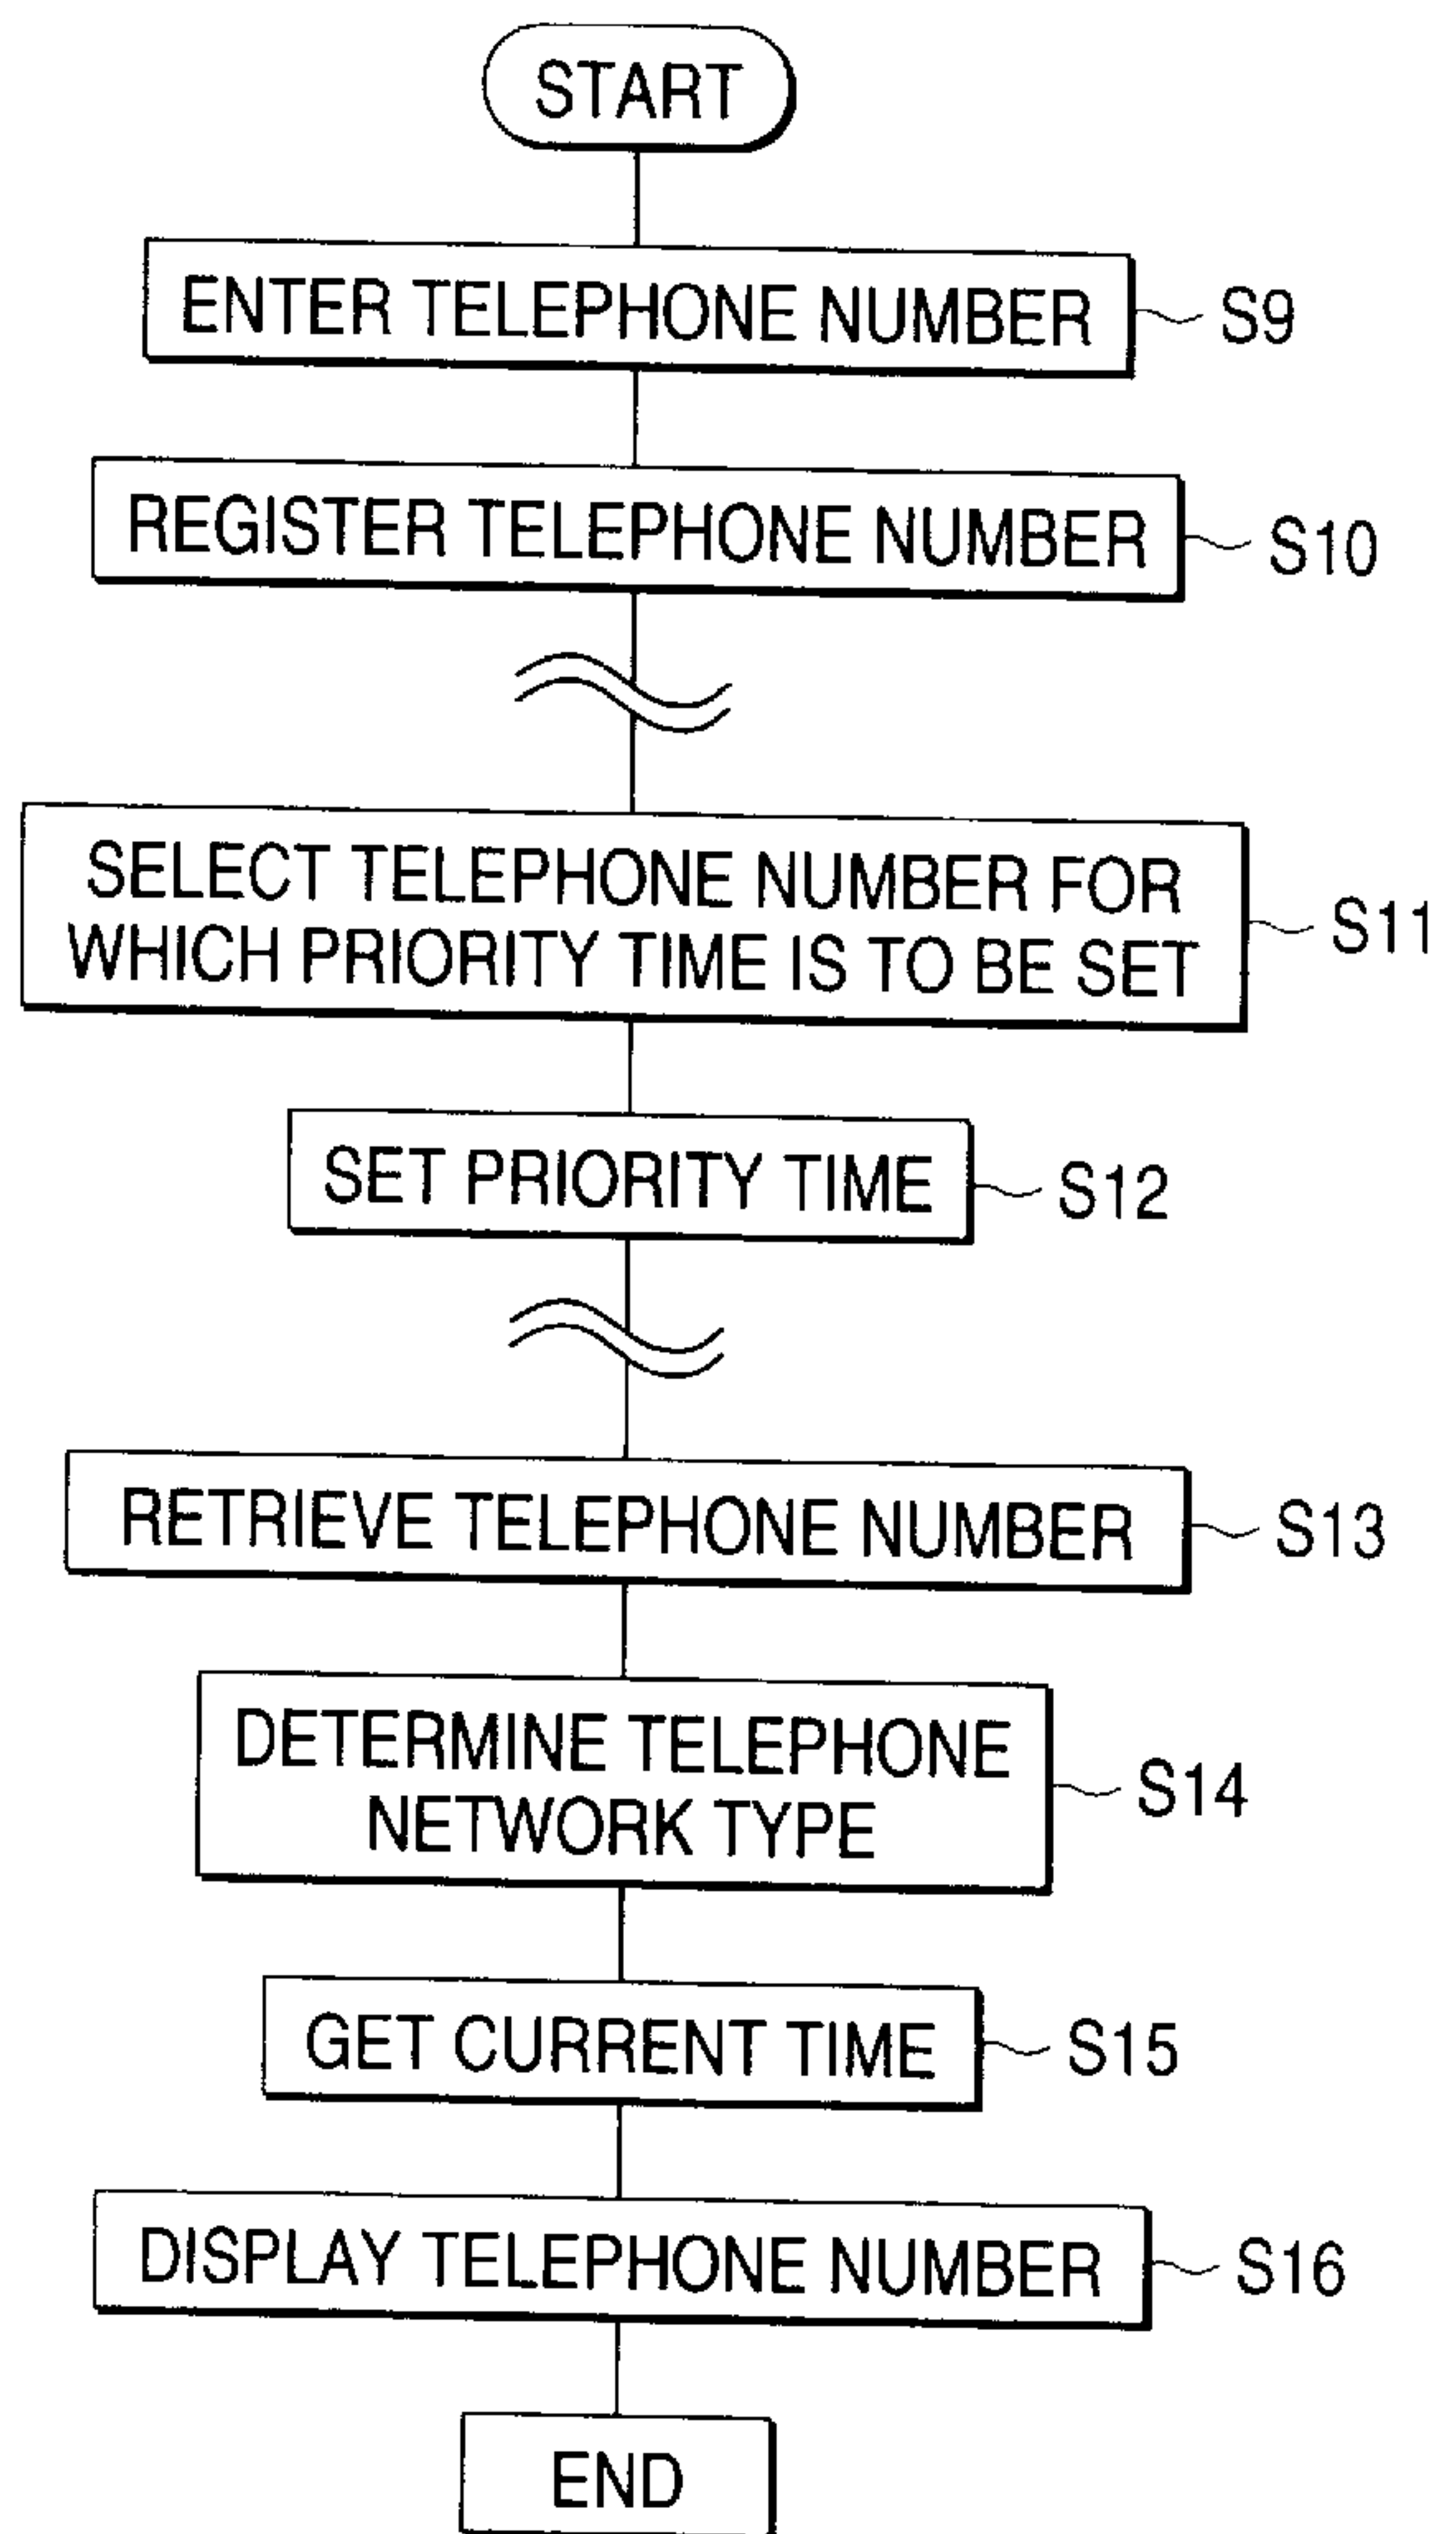 START
ENTER TELEPHONE NUMBER
S9
REGISTER TELEPHONE NUMBER
S10
SELECT TELEPHONE NUMBER FOR
WHICH PRIORITY TIME IS TO BE SET
S11
SET PRIORITY TIME
S12
RETRIEVE TELEPHONE NUMBER
S13
DETERMINE TELEPHONE
NETWORK TYPE
S14
GET CURRENT TIME
S15
DISPLAY TELEPHONE NUMBER
S16
END